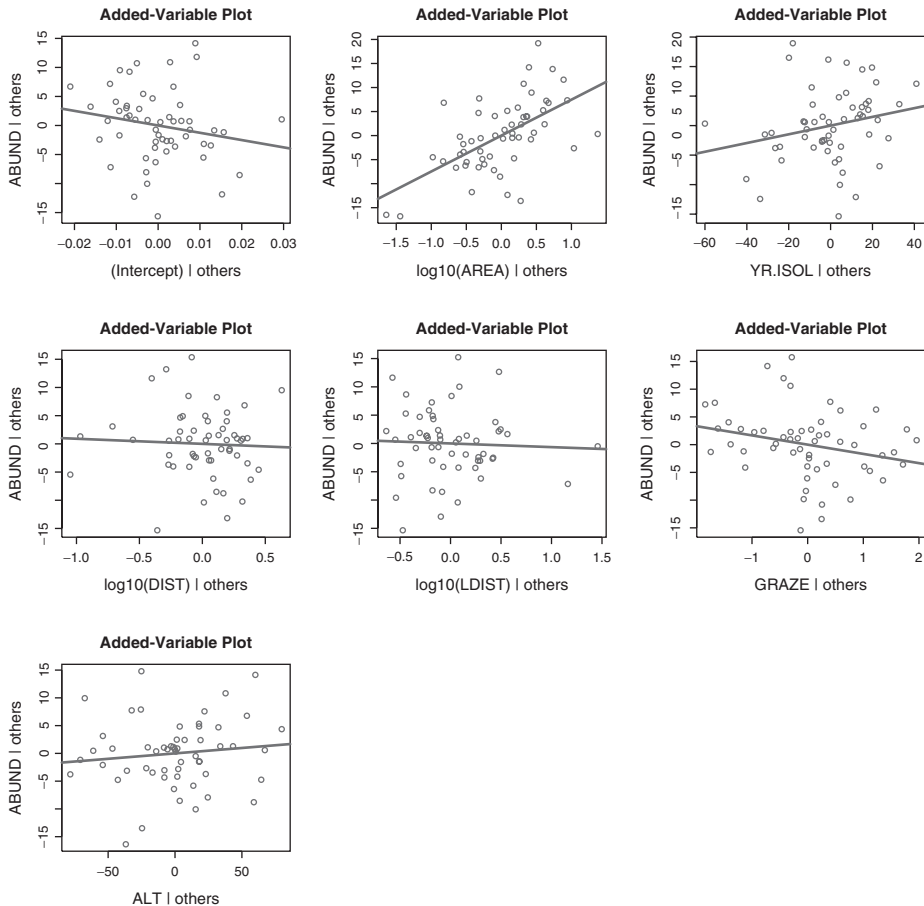 Added-Variable Plot Added-Variable Plot Added-Variable Plot
ABUND | others
15
10
5
0
−5
−15
−0.02 −0.01 0.00 0.01 0.02 0.03
(Intercept) | others
ABUND | others
20
15
10
5
0
−5
−15
−1.5 −1.0 −0.5 0.0 0.5 1.0
log10(AREA) | others
ABUND | others
20
15
10
5
0
−5
−15
−60 −40 −20 0 20 40
YR.ISOL | others
Added-Variable Plot Added-Variable Plot Added-Variable Plot
ABUND | others
15
10
5
0
−5
−15
−1.0 −0.5 0.0 0.5
log10(DIST) | others
ABUND | others
15
10
5
0
−5
−15
−0.5 0.0 0.5 1.0 1.5
log10(LDIST) | others
ABUND | others
15
10
5
0
−5
−15
−1 0 1 2
GRAZE | others
Added-Variable Plot
ABUND | others
15
10
5
0
−5
−15
−50 0 50
ALT | others